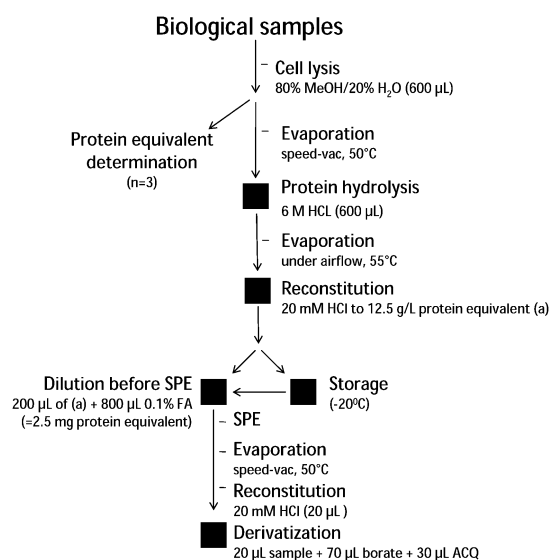 Biological samples
Cell lysis
80% MeOH/20% H₂O (600 µL)
Protein equivalent
determination
(n=3)
Evaporation
speed-vac, 50°C
Protein hydrolysis
6 M HCL (600 µL)
Evaporation
under airflow, 55°C
Reconstitution
20 mM HCl to 12.5 g/L protein equivalent (a)
Dilution before SPE
200 µL of (a) + 800 µL 0.1% FA
(=2.5 mg protein equivalent)
Storage
(-20⁰C)
SPE
Evaporation
speed-vac, 50°C
Reconstitution
20 mM HCl (20 µL )
Derivatization
20 µL sample + 70 µL borate + 30 µL ACQ